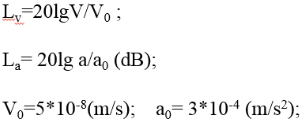 Lv=20lgV/V0 ;
La= 20lg a/a0 (dB);
V0=5*10-8(m/s); a0= 3*10-4 (m/s2);